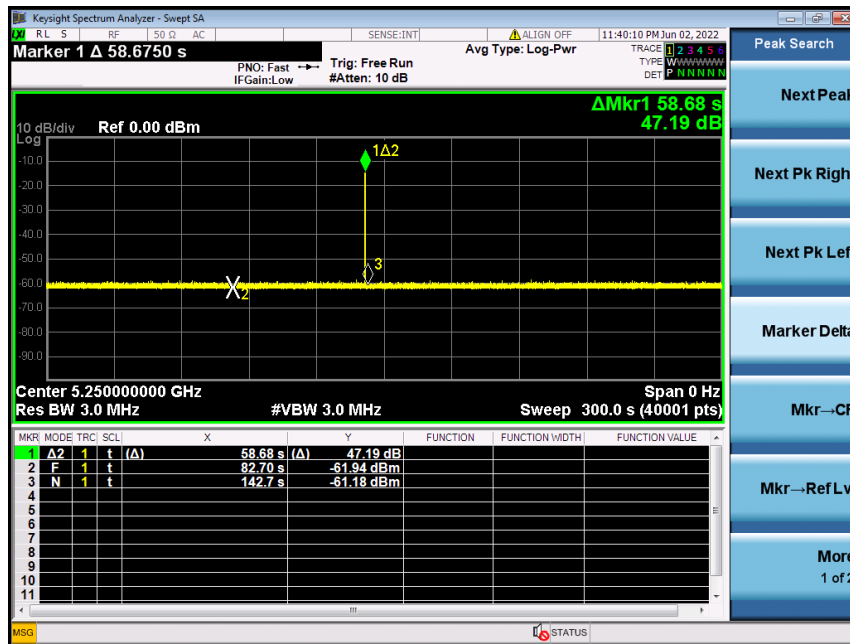 Keysight Spectrum Analyzer - Swept SA
LXI RL S RF 50 Ω AC SENSE:INT ALIGN OFF 11:40:10 PM Jun 02, 2022
Marker 1 Δ 58.6750 s
PNO: Fast
IFGain:Low
Trig: Free Run
#Atten: 10 dB
Avg Type: Log-Pwr
TRACE 1 2 3 4 5 6
TYPE WWWWWW
DET P N N N N N
ΔMkr1 58.68 s
47.19 dB
10 dB/div Ref 0.00 dBm
Log
-10.0
-20.0
-30.0
-40.0
-50.0
-60.0
-70.0
-80.0
-90.0
1Δ2
3
X2
Center 5.250000000 GHz Span 0 Hz
Res BW 3.0 MHz #VBW 3.0 MHz Sweep 300.0 s (40001 pts)
MKR MODE TRC SCL X Y FUNCTION FUNCTION WIDTH FUNCTION VALUE
1 Δ2 1 t (Δ) 58.68 s (Δ) 47.19 dB
2 F 1 t 82.70 s -61.94 dBm
3 N 1 t 142.7 s -61.18 dBm
4
5
6
7
8
9
10
11
MSG STATUS
Peak Search
Next Peak
Next Pk Righ
Next Pk Lef
Marker Delta
Mkr→CF
Mkr→Ref Lv
More
1 of 2